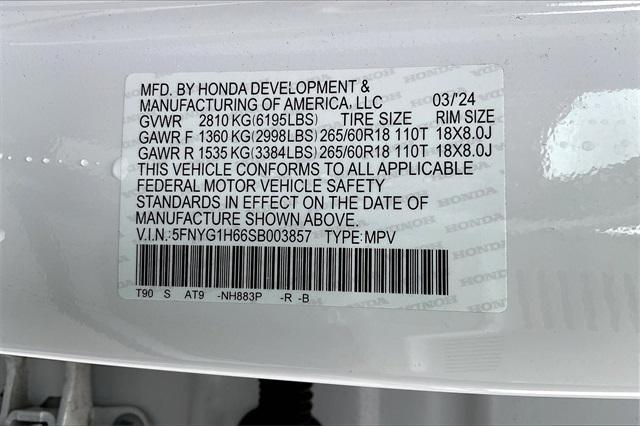 MFD. BY HONDA DEVELOPMENT &
MANUFACTURING OF AMERICA, LLC 03/'24
GVWR 2810 KG(6195LBS) TIRE SIZE RIM SIZE
GAWR F 1360 KG(2998LBS) 265/60R18 110T 18X8.0J
GAWR R 1535 KG(3384LBS) 265/60R18 110T 18X8.0J
THIS VEHICLE CONFORMS TO ALL APPLICABLE
FEDERAL MOTOR VEHICLE SAFETY
STANDARDS IN EFFECT ON THE DATE OF
MANUFACTURE SHOWN ABOVE.
V.I.N.:5FNYG1H66SB003857 TYPE:MPV
T90 S AT9 -NH883P -R -B